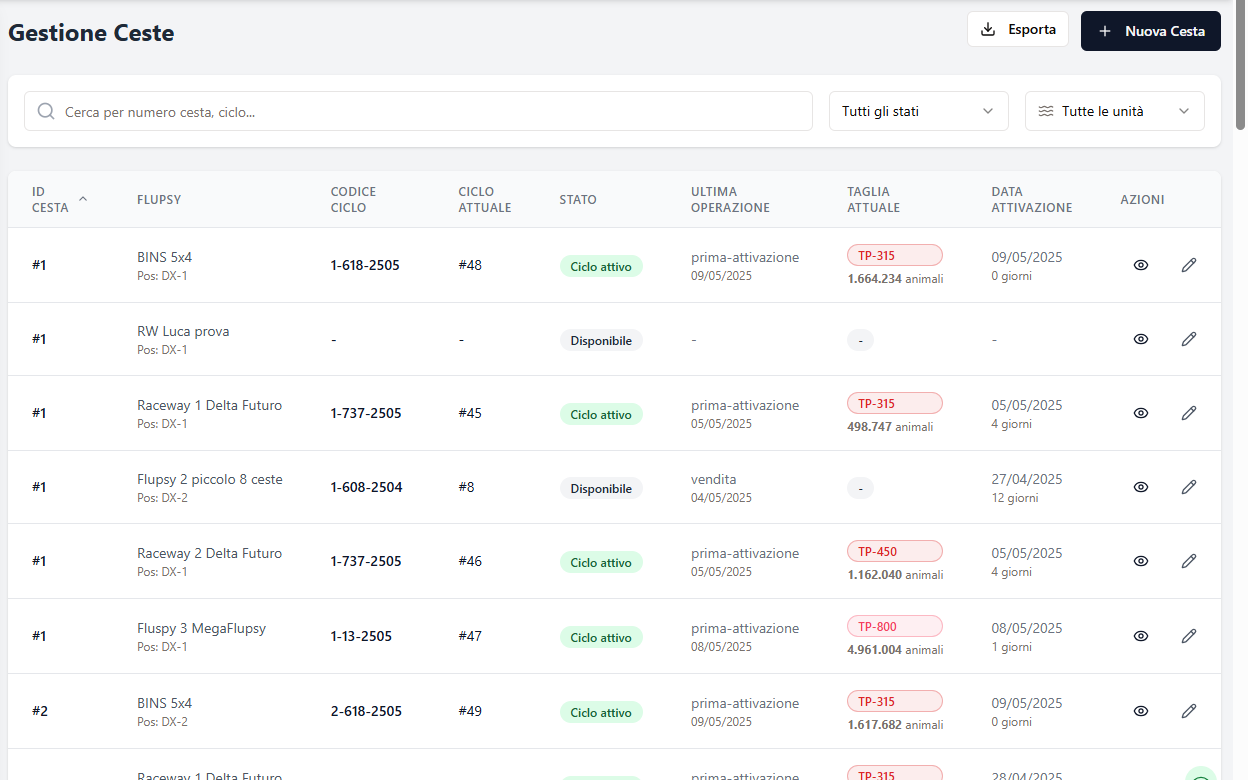 Gestione Ceste
Esporta
Nuova Cesta
Cerca per numero cesta, ciclo...
Tutti gli stati
Tutte le unità
ID CESTA FLUPSY CODICE CICLO CICLO ATTUALE STATO ULTIMA OPERAZIONE TAGLIA ATTUALE DATA ATTIVAZIONE AZIONI
#1 BINS 5x4 1-618-2505 #48 Ciclo attivo prima-attivazione TP-315 09/05/2025
Pos: DX-1 09/05/2025 1.664.234 animali 0 giorni
#1 RW Luca prova - - Disponibile - - -
Pos: DX-1
#1 Raceway 1 Delta Futuro 1-737-2505 #45 Ciclo attivo prima-attivazione TP-315 05/05/2025
Pos: DX-1 05/05/2025 498.747 animali 4 giorni
#1 Flupsy 2 piccolo 8 ceste 1-608-2504 #8 Disponibile vendita - 27/04/2025
Pos: DX-2 04/05/2025 12 giorni
#1 Raceway 2 Delta Futuro 1-737-2505 #46 Ciclo attivo prima-attivazione TP-450 05/05/2025
Pos: DX-1 05/05/2025 1.162.040 animali 4 giorni
#1 Fluspy 3 MegaFlupsy 1-13-2505 #47 Ciclo attivo prima-attivazione TP-800 08/05/2025
Pos: DX-1 08/05/2025 4.961.004 animali 1 giorni
#2 BINS 5x4 2-618-2505 #49 Ciclo attivo prima-attivazione TP-315 09/05/2025
Pos: DX-2 09/05/2025 1.617.682 animali 0 giorni
Raceway 1 Delta Futuro prima-attivazione TP-315 28/04/2025